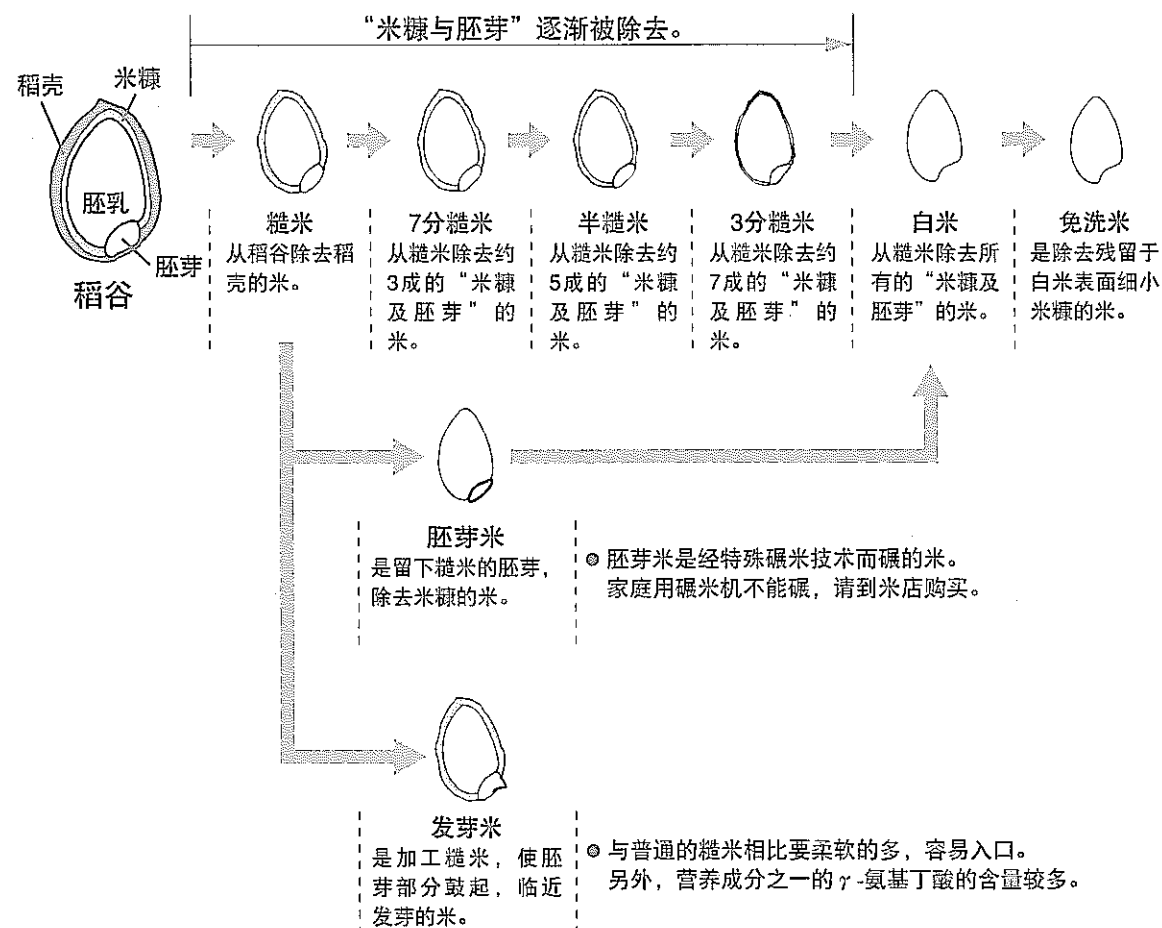 “米糠与胚芽”逐渐被除去。
稻壳
米糠
胚乳
胚芽
稻谷
糙米
从稻谷除去稻
壳的米。
7分糙米
从糙米除去约
3成的“米糠
及胚芽”的
米。
半糙米
从糙米除去约
5成的“米糠
及胚芽”的
米。
3分糙米
从糙米除去约
7成的“米糠
及胚芽”的
米。
白米
从糙米除去所
有的“米糠及
胚芽”的米。
免洗米
是除去残留于
白米表面细小
米糠的米。
胚芽米
是留下糙米的胚芽，
除去米糠的米。
胚芽米是经特殊碾米技术而碾的米。
家庭用碾米机不能碾，请到米店购买。
发芽米
是加工糙米，使胚
芽部分鼓起，临近
发芽的米。
与普通的糙米相比要柔软的多，容易入口。
另外，营养成分之一的γ-氨基丁酸的含量较多。